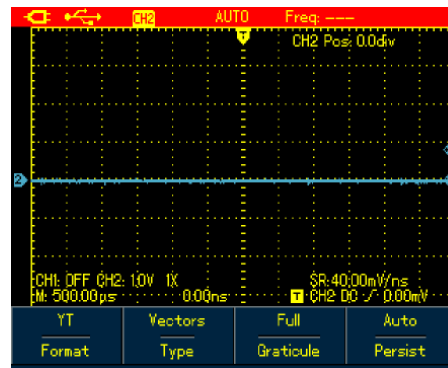 CH2 AUTO Freq: ---
T
CH2 Pos: 0.0div
2
CH1: OFF CH2: 1.0V 1X SR:40.00mV/ns
M: 500.00μs 0.00ns T CH2 DC 0.00mV
YT Vectors Full Auto
Format Type Graticule Persist